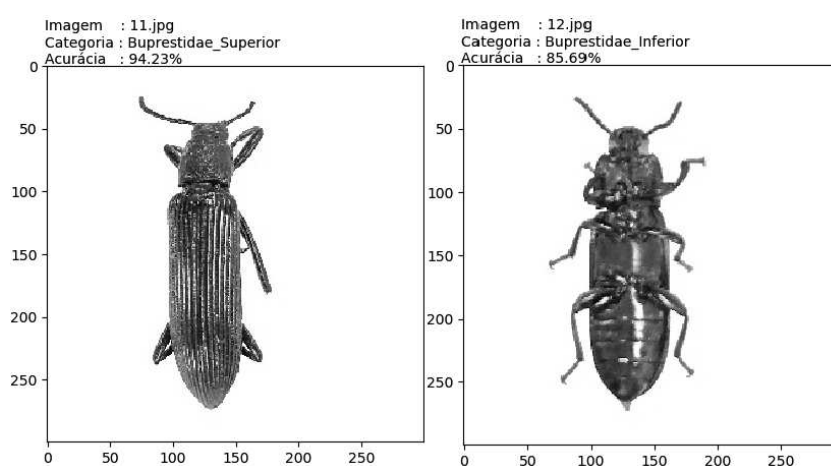 Imagem : 11.jpg
Categoria : Buprestidae_Superior
Acurácia : 94.23%
0
50
100
150
200
250
0 50 100 150 200 250
Imagem : 12.jpg
Categoria : Buprestidae_Inferior
Acurácia : 85.69%
0
50
100
150
200
250
0 50 100 150 200 250